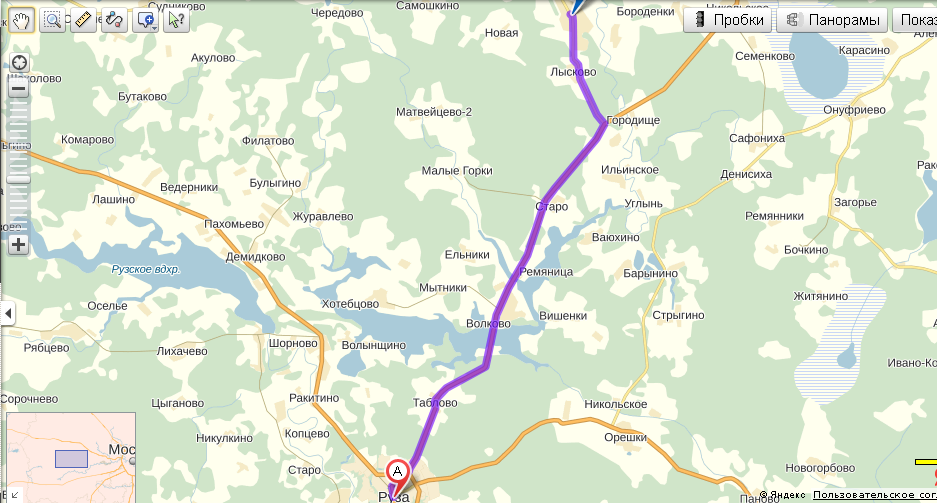 Судниково
Чередово
Самошкино
Бороденки
Никольское
Пробки
Панорамы
Показ
Новая
Акулово
Лысково
Семенково
Карасино
Бутаково
Матвейцево-2
Онуфриево
Городище
Комарово
Филатово
Сафониха
Малые Горки
Ильинское
Денисиха
Ведерники
Булыгино
Лашино
Журавлево
Старо
Углынь
Загорье
Пахомьево
Ремянники
Ваюхино
Демидково
Ельники
Бочкино
Рузское вдхр.
Ремяница
Барынино
Мытники
Житянино
Оселье
Хотебцово
Вишенки
Стрыгино
Волково
Рябцево
Лихачево
Шорново
Волынщино
Ивано-Ко
Сорочнево
Цыганово
Ракитино
Таблово
Никольское
Никулкино
Копцево
Орешки
Мос
Старо
A
Новогорбово
Руза
Паново
© Яндекс Пользовательское сог